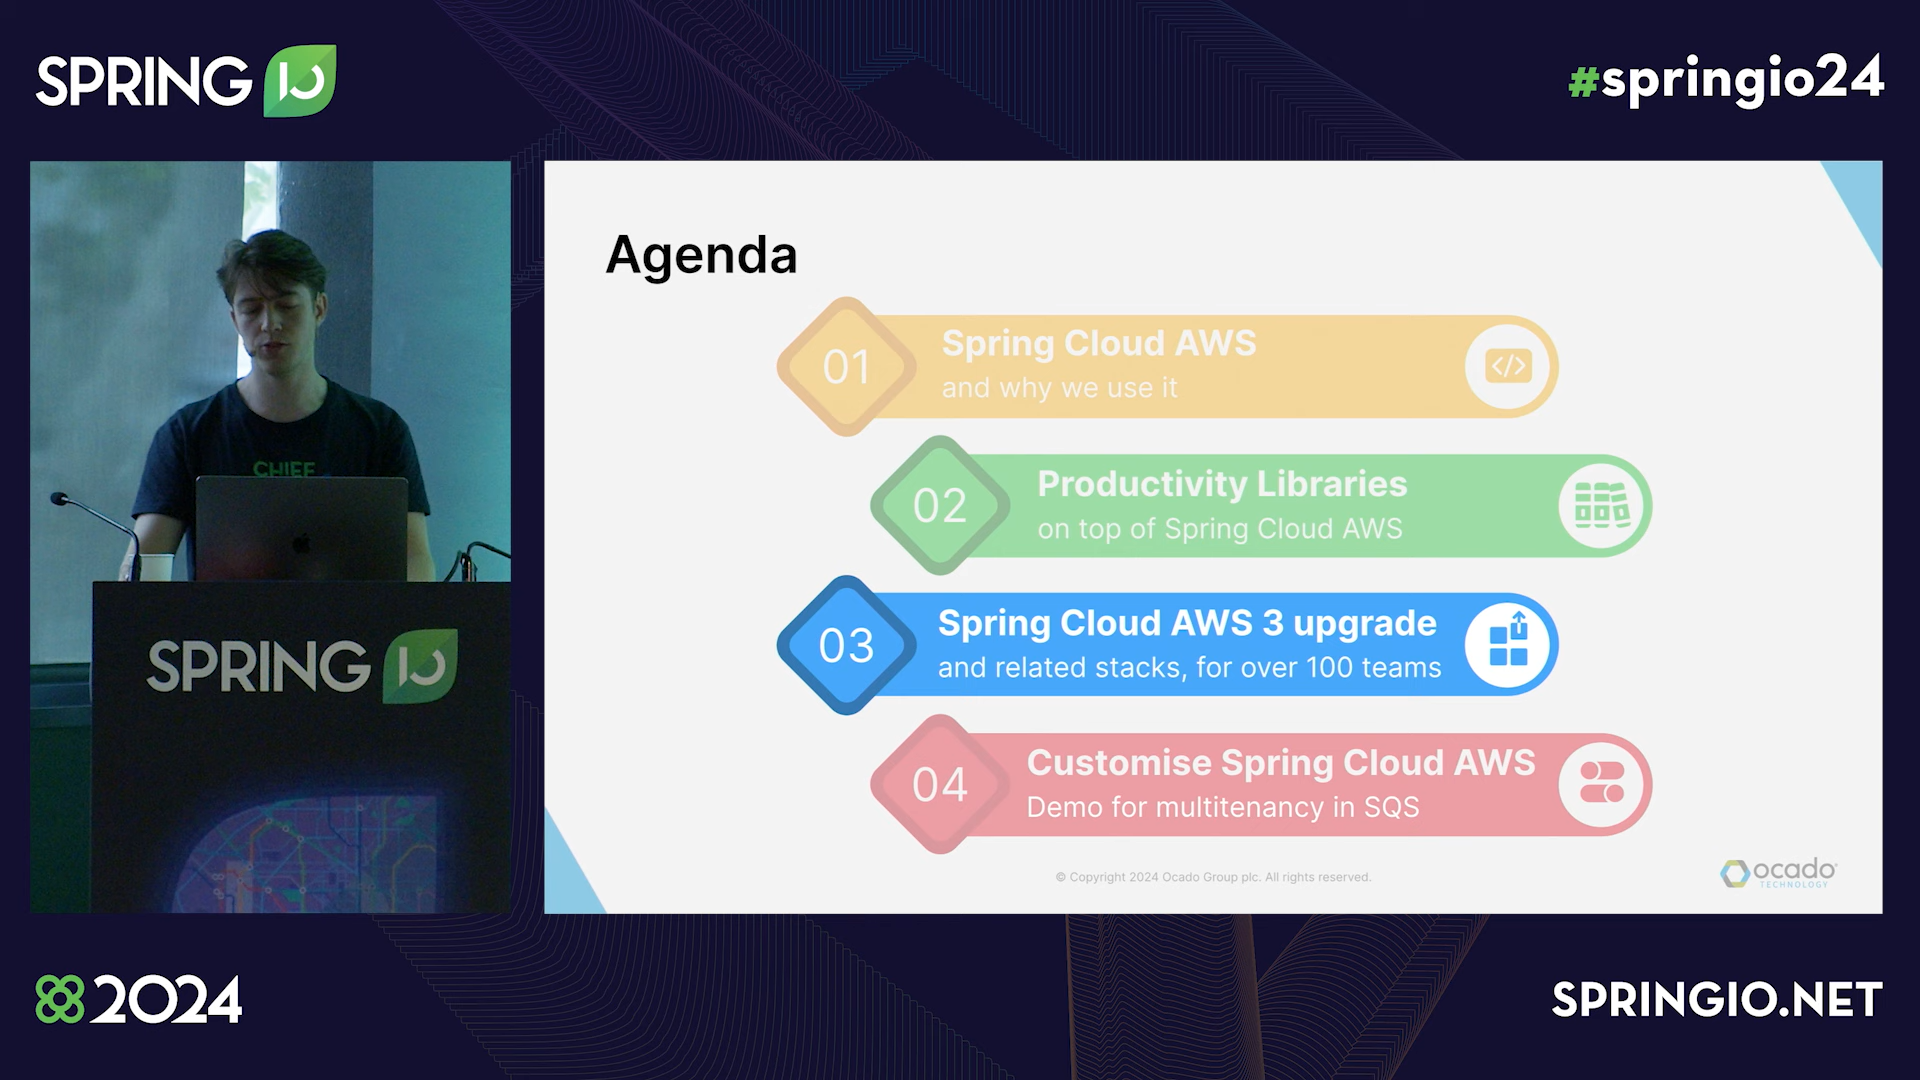 SPRING IO
#springio24
CHIEF
SPRING IO
Agenda
01
Spring Cloud AWS
and why we use it
</>
02
Productivity Libraries
on top of Spring Cloud AWS
03
Spring Cloud AWS 3 upgrade
and related stacks, for over 100 teams
04
Customise Spring Cloud AWS
Demo for multitenancy in SQS
© Copyright 2024 Ocado Group plc. All rights reserved.
ocado
TECHNOLOGY
2024
SPRINGIO.NET